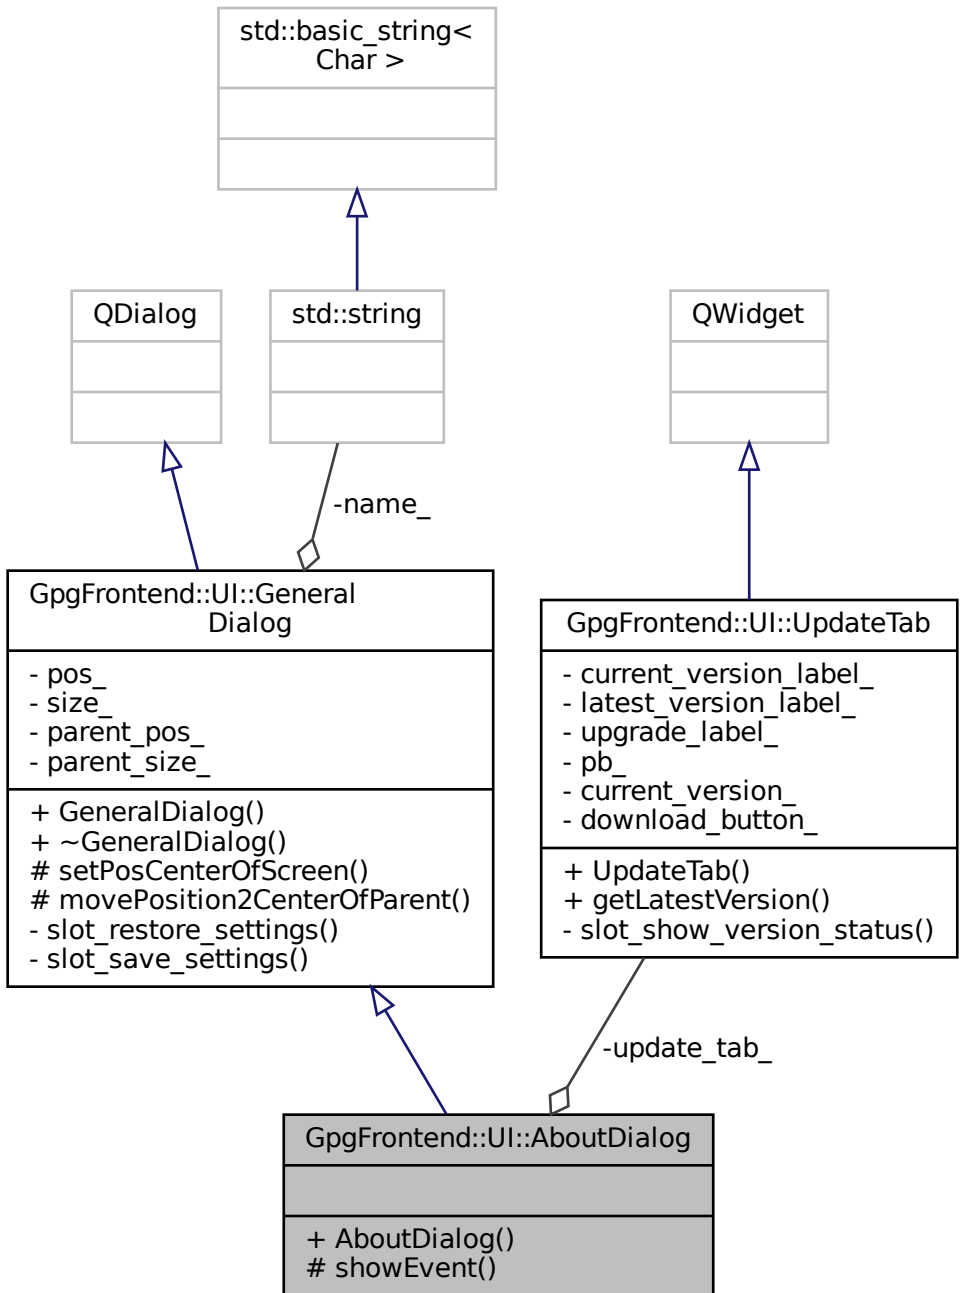 std::basic_string<
Char >
QDialog
std::string
QWidget
-name_
GpgFrontend::UI::General
Dialog
- pos_
- size_
- parent_pos_
- parent_size_
+ GeneralDialog()
+ ~GeneralDialog()
# setPosCenterOfScreen()
# movePosition2CenterOfParent()
- slot_restore_settings()
- slot_save_settings()
GpgFrontend::UI::UpdateTab
- current_version_label_
- latest_version_label_
- upgrade_label_
- pb_
- current_version_
- download_button_
+ UpdateTab()
+ getLatestVersion()
- slot_show_version_status()
-update_tab_
GpgFrontend::UI::AboutDialog
+ AboutDialog()
# showEvent()